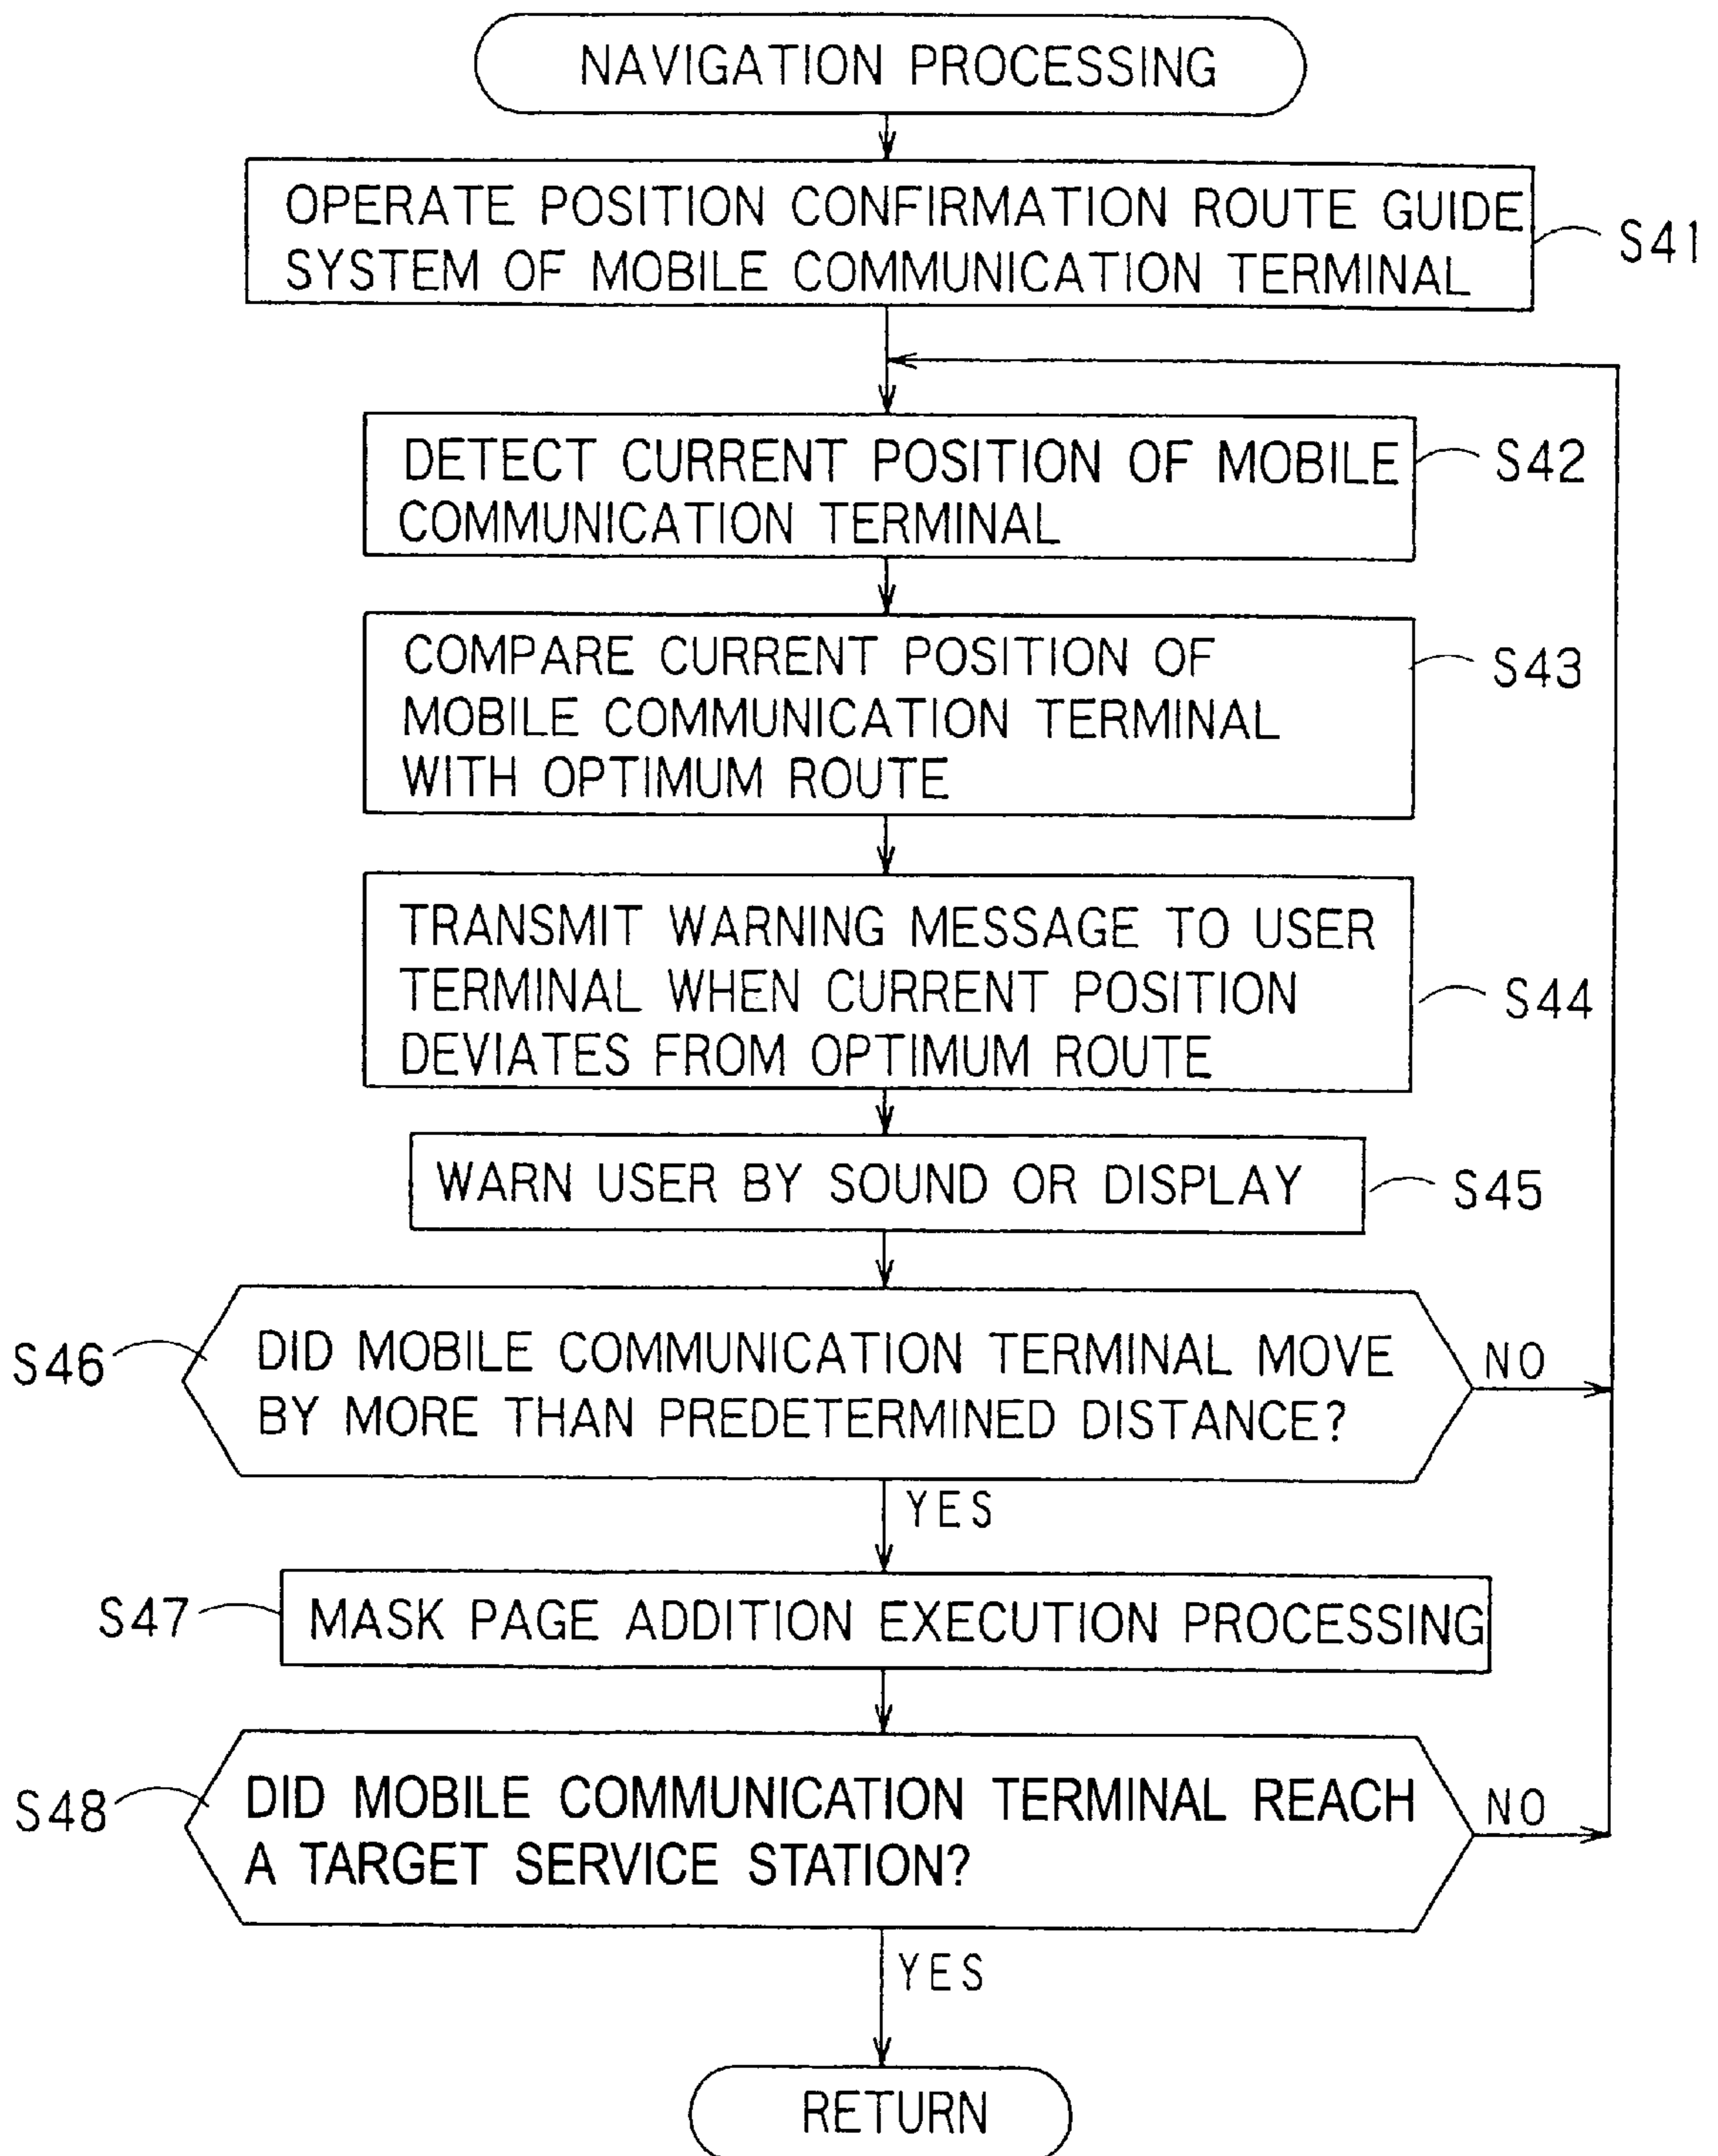 NAVIGATION PROCESSING
OPERATE POSITION CONFIRMATION ROUTE GUIDE
SYSTEM OF MOBILE COMMUNICATION TERMINAL
S41
DETECT CURRENT POSITION OF MOBILE
COMMUNICATION TERMINAL
S42
COMPARE CURRENT POSITION OF
MOBILE COMMUNICATION TERMINAL
WITH OPTIMUM ROUTE
S43
TRANSMIT WARNING MESSAGE TO USER
TERMINAL WHEN CURRENT POSITION
DEVIATES FROM OPTIMUM ROUTE
S44
WARN USER BY SOUND OR DISPLAY
S45
S46
DID MOBILE COMMUNICATION TERMINAL MOVE
BY MORE THAN PREDETERMINED DISTANCE?
NO
YES
S47
MASK PAGE ADDITION EXECUTION PROCESSING
S48
DID MOBILE COMMUNICATION TERMINAL REACH
A TARGET SERVICE STATION?
NO
YES
RETURN